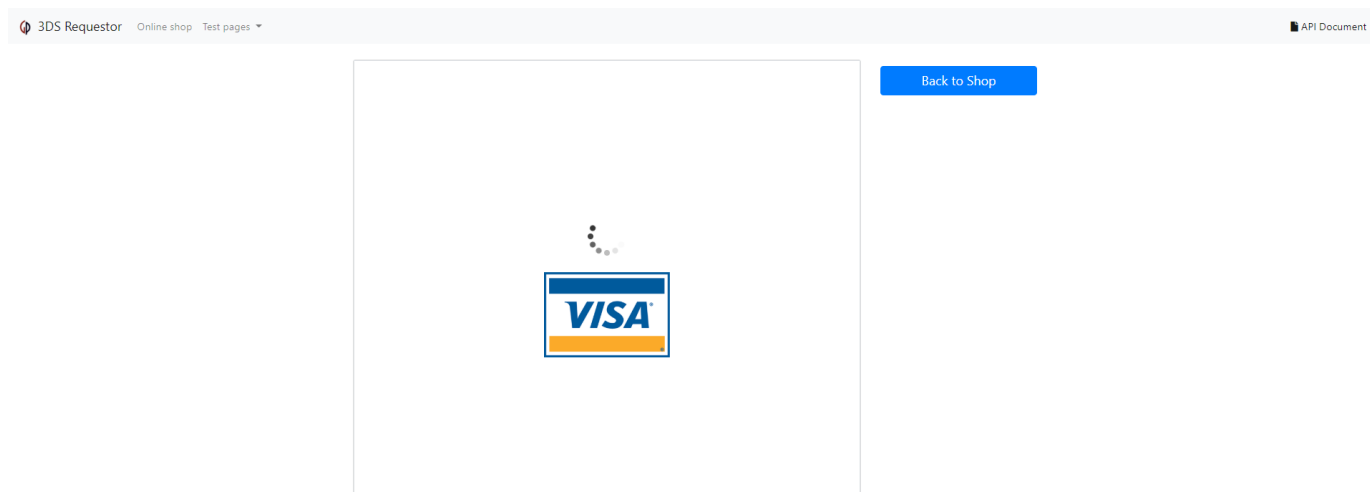 3DS Requestor Online shop Test pages API Document
Back to Shop
VISA